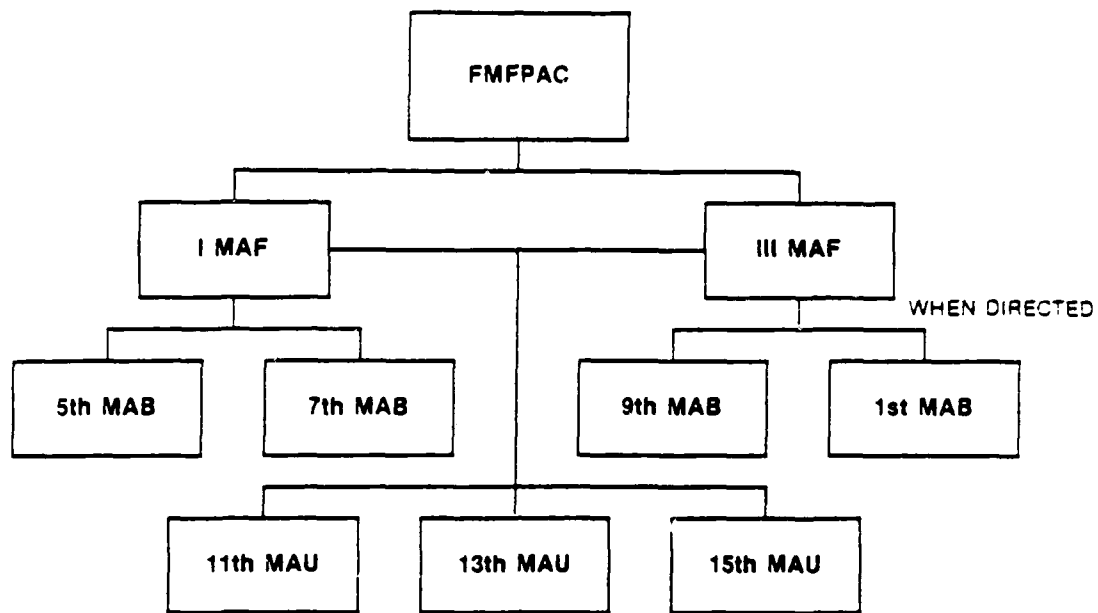 FMFPAC
I MAF
III MAF
WHEN DIRECTED
5th MAB
7th MAB
9th MAB
1st MAB
11th MAU
13th MAU
15th MAU